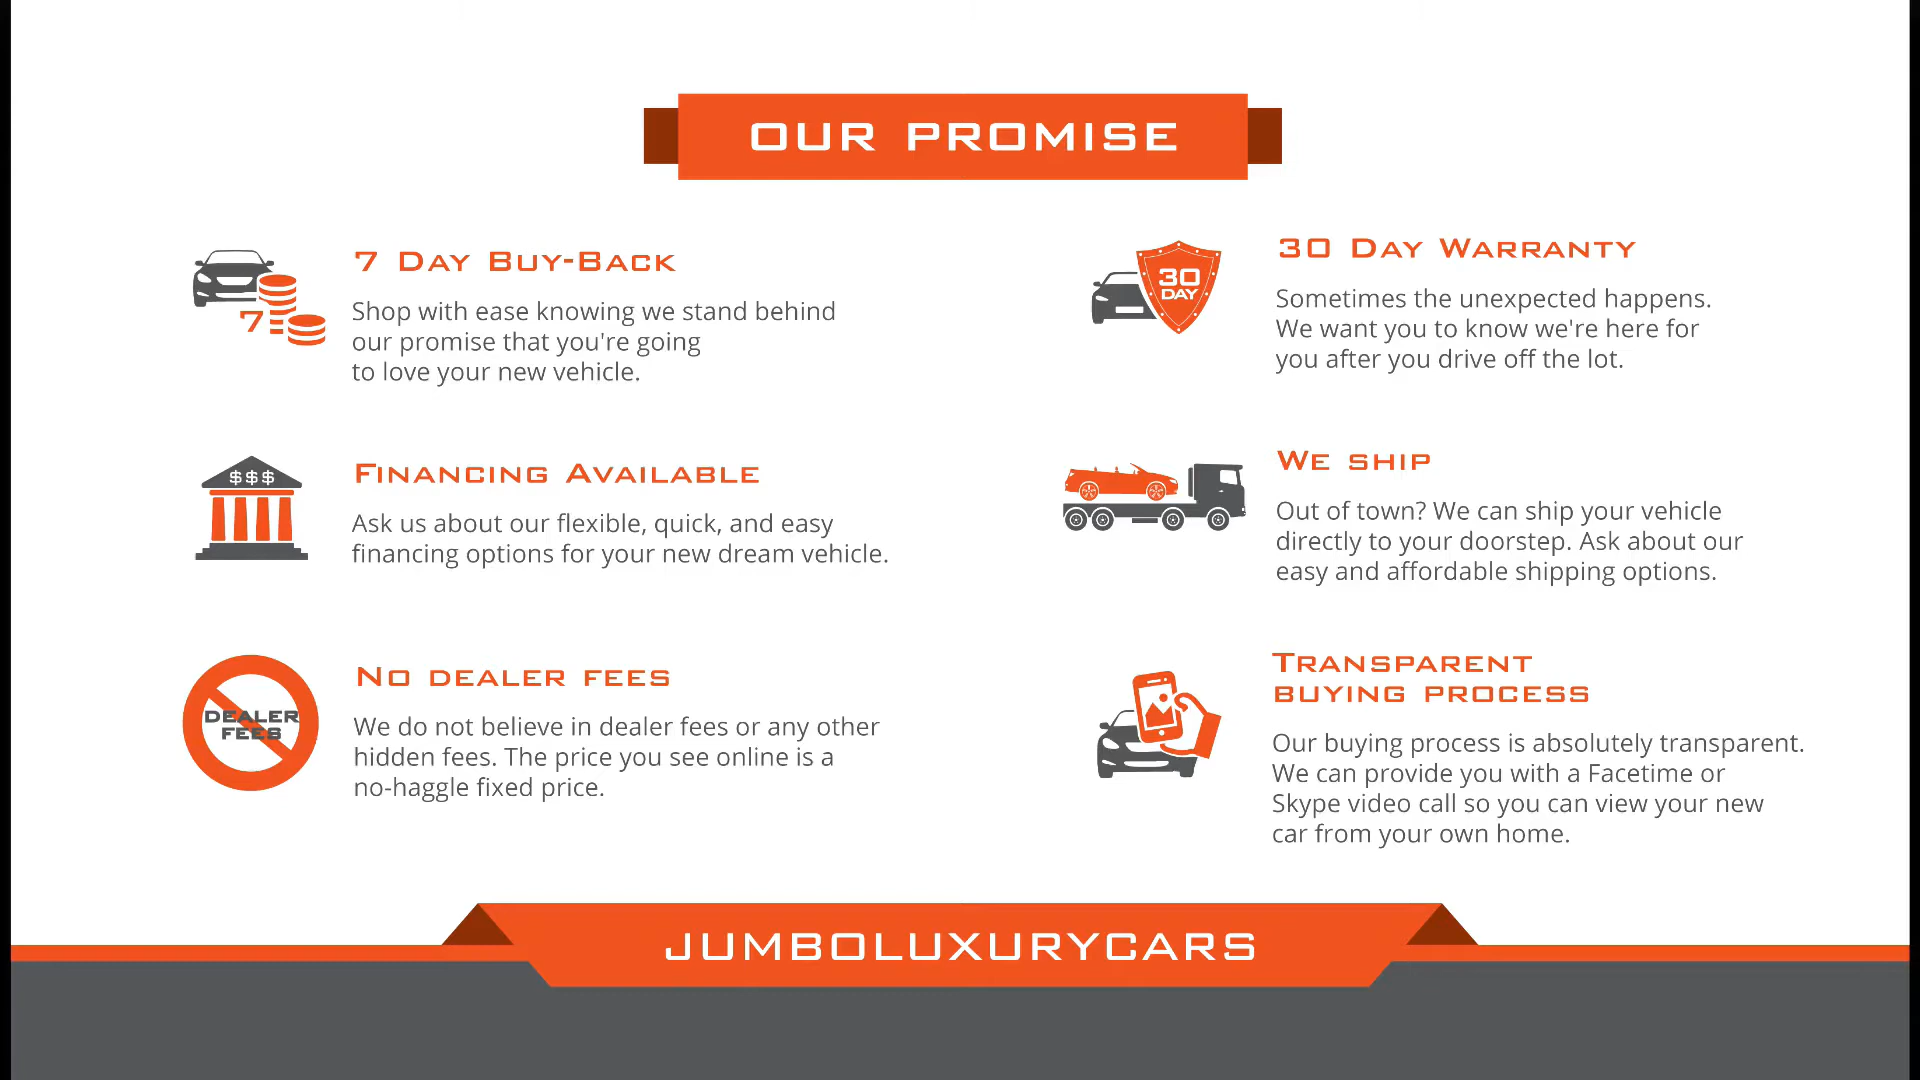 OUR PROMISE
7 DAY BUY-BACK
Shop with ease knowing we stand behind
our promise that you're going
to love your new vehicle.
7
30 DAY WARRANTY
Sometimes the unexpected happens.
We want you to know we're here for
you after you drive off the lot.
30
DAY
FINANCING AVAILABLE
Ask us about our flexible, quick, and easy
financing options for your new dream vehicle.
$$$
WE SHIP
Out of town? We can ship your vehicle
directly to your doorstep. Ask about our
easy and affordable shipping options.
NO DEALER FEES
We do not believe in dealer fees or any other
hidden fees. The price you see online is a
no-haggle fixed price.
DEALER
FEES
TRANSPARENT
BUYING PROCESS
Our buying process is absolutely transparent.
We can provide you with a Facetime or
Skype video call so you can view your new
car from your own home.
JUMBOLUXURYCARS